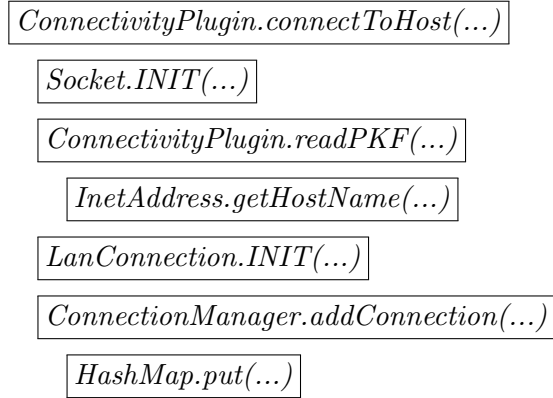 ConnectivityPlugin.connectToHost(...)
Socket.INIT(...)
ConnectivityPlugin.readPKF(...)
InetAddress.getHostName(...)
LanConnection.INIT(...)
ConnectionManager.addConnection(...)
HashMap.put(...)